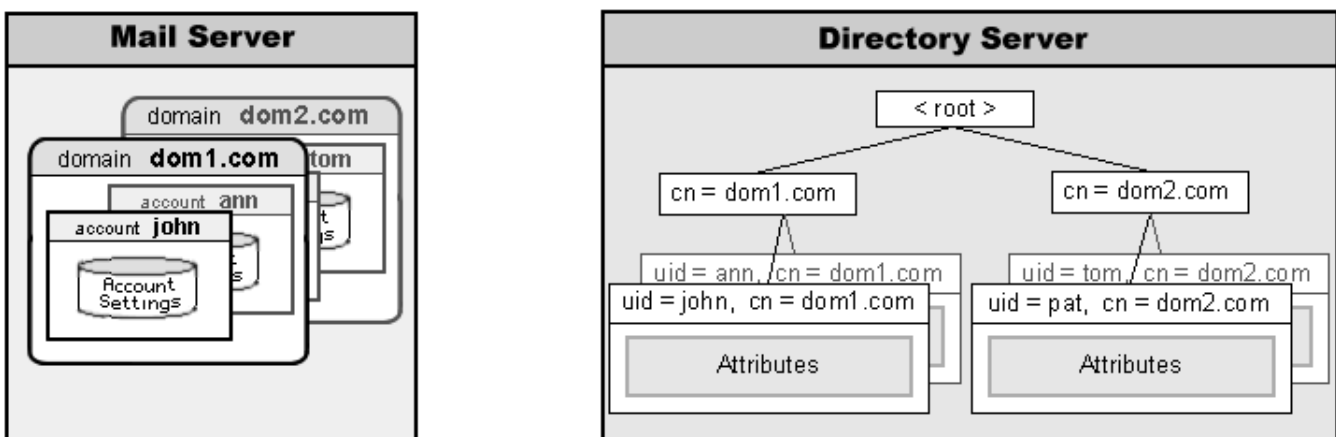 Mail Server
domain dom2.com
tom
domain dom1.com
account ann
account john
Account
Settings
Directory Server
< root >
cn = dom1.com
cn = dom2.com
uid = ann, cn = dom1.com
uid = john, cn = dom1.com
Attributes
uid = tom, cn = dom2.com
uid = pat, cn = dom2.com
Attributes